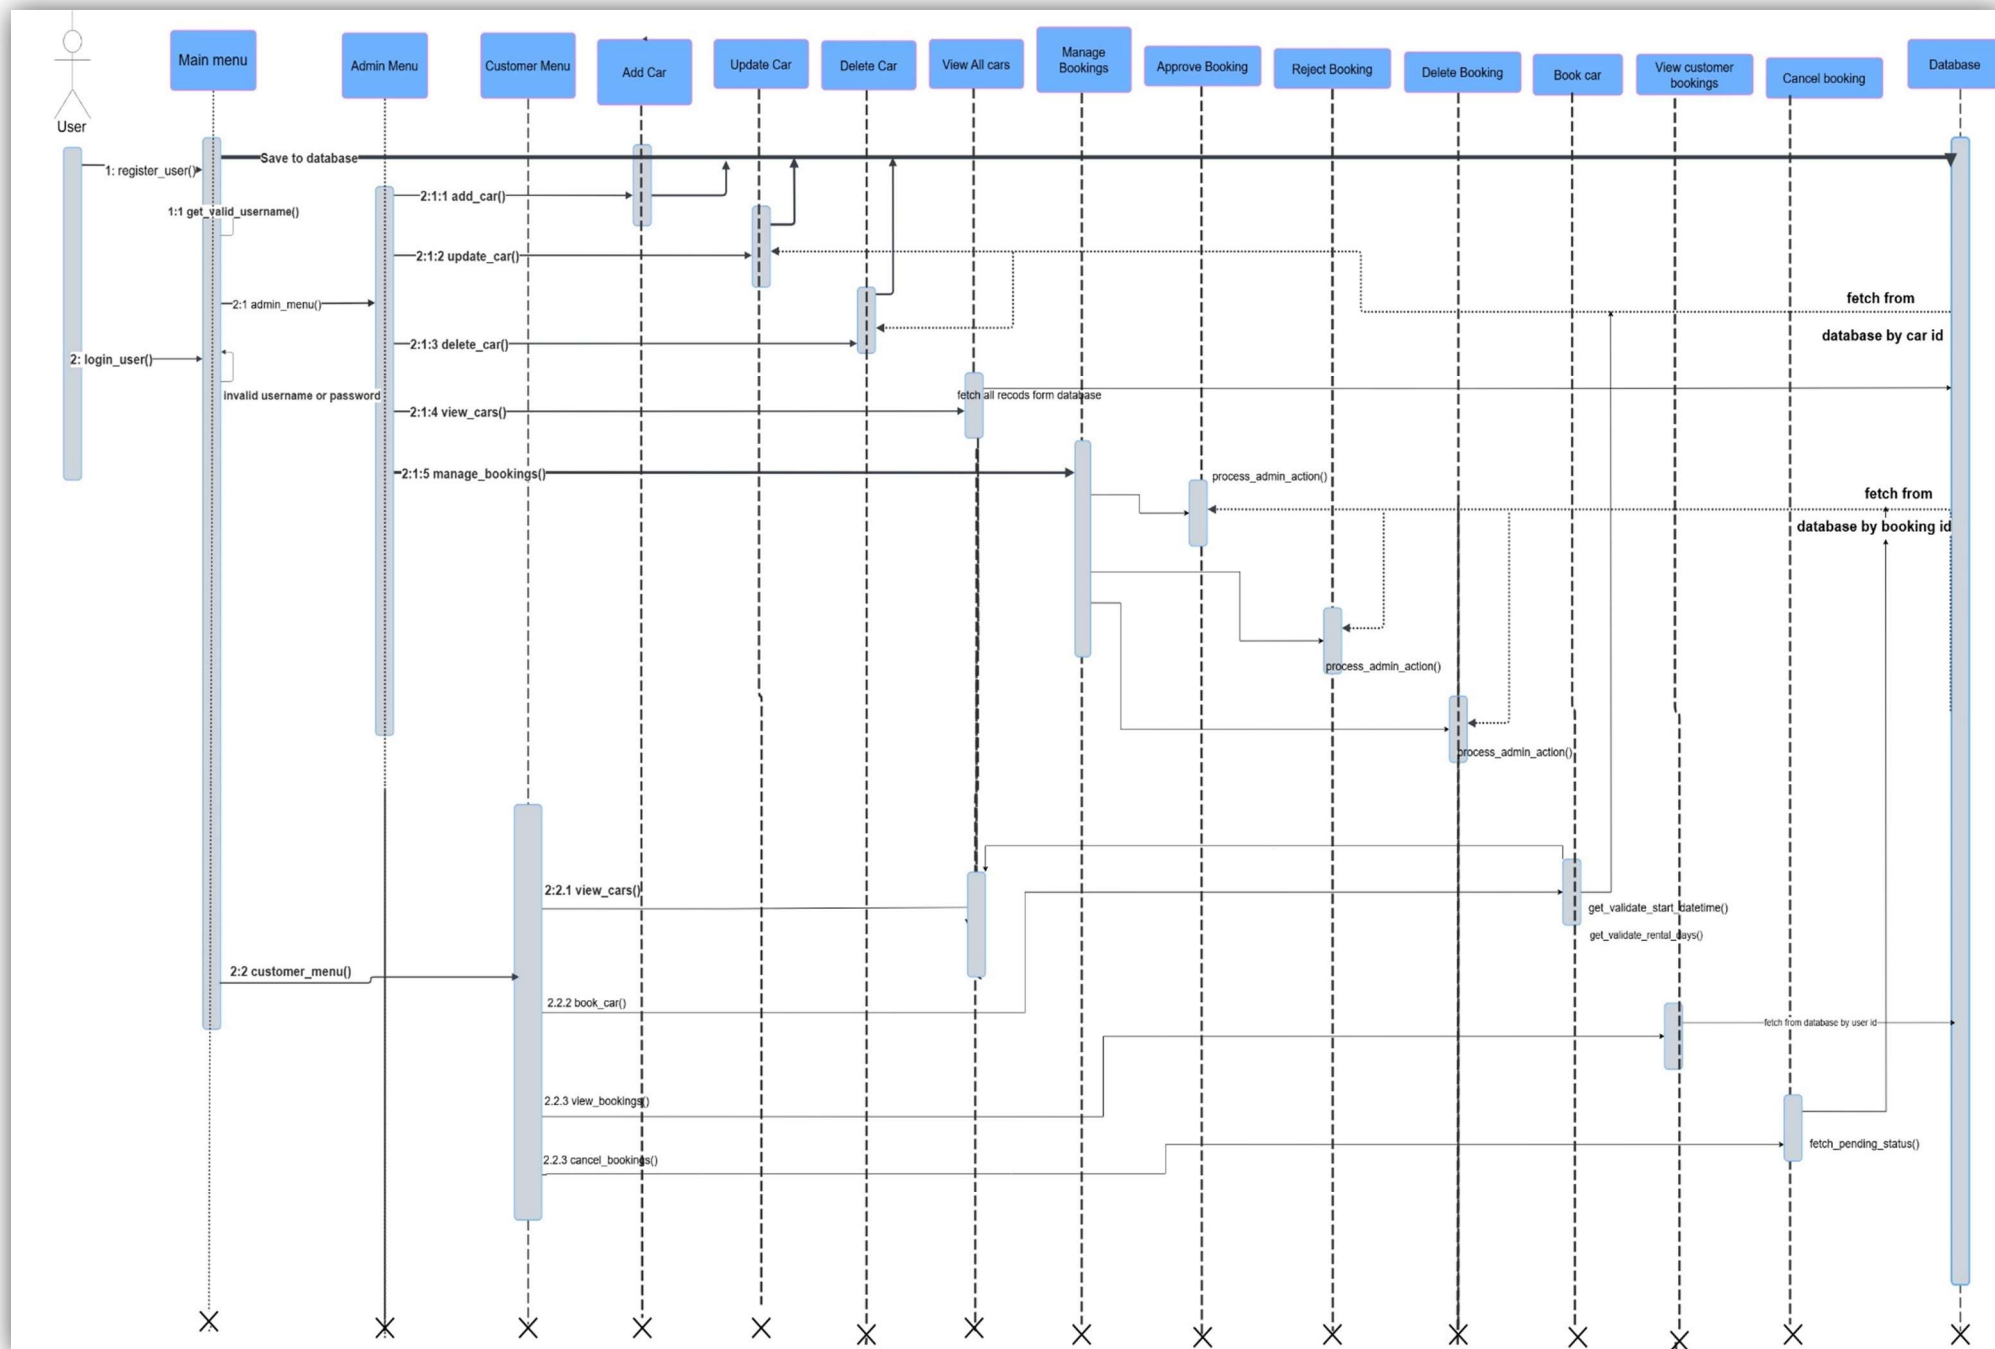 Main menu
Admin Menu
Customer Menu
Add Car
Update Car
Delete Car
View All cars
Manage
Bookings
Approve Booking
Reject Booking
Delete Booking
Book car
View customer
bookings
Cancel booking
Database
User
Save to database
1: register_user()
2:1:1 add_car()
1:1 get_valid_username()
2:1:2 update_car()
fetch from
database by car id
2:1 admin_menu()
2:1:3 delete_car()
2: login_user()
invalid username or password
fetch all recods form database
2:1:4 view_cars()
2:1:5 manage_bookings()
process_admin_action()
fetch from
database by booking id
process_admin_action()
process_admin_action()
2:2.1 view_cars()
get_validate_start_datetime()
get_validate_rental_days()
2:2 customer_menu()
2.2.2 book_car()
fetch from database by user id
2.2.3 view_bookings()
fetch_pending_status()
2.2.3 cancel_bookings()